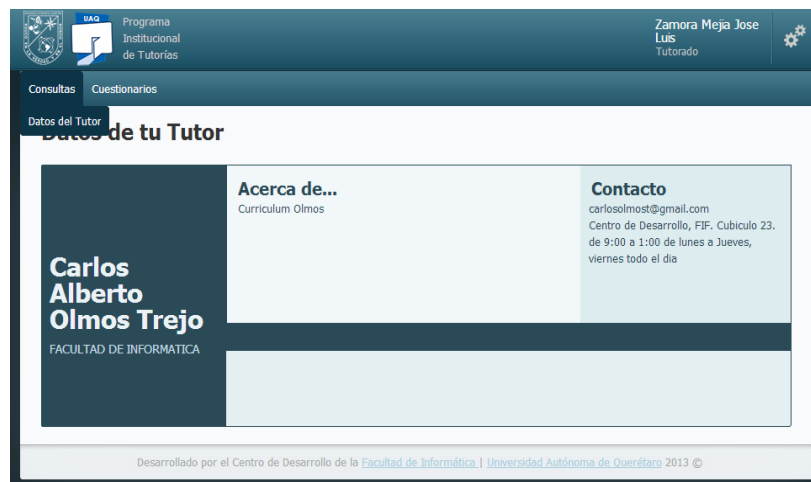 UAQ
Programa
Institucional
de Tutorías
Zamora Mejia Jose
Luis
Tutorado
Consultas Cuestionarios
Datos del Tutor
de tu Tutor
Carlos
Alberto
Olmos Trejo
FACULTAD DE INFORMATICA
Acerca de...
Curriculum Olmos
Contacto
carlosolmost@gmail.com
Centro de Desarrollo, FIF. Cubiculo 23.
de 9:00 a 1:00 de lunes a Jueves,
viernes todo el dia
Desarrollado por el Centro de Desarrollo de la Facultad de Informática | Universidad Autónoma de Querétaro 2013 ©